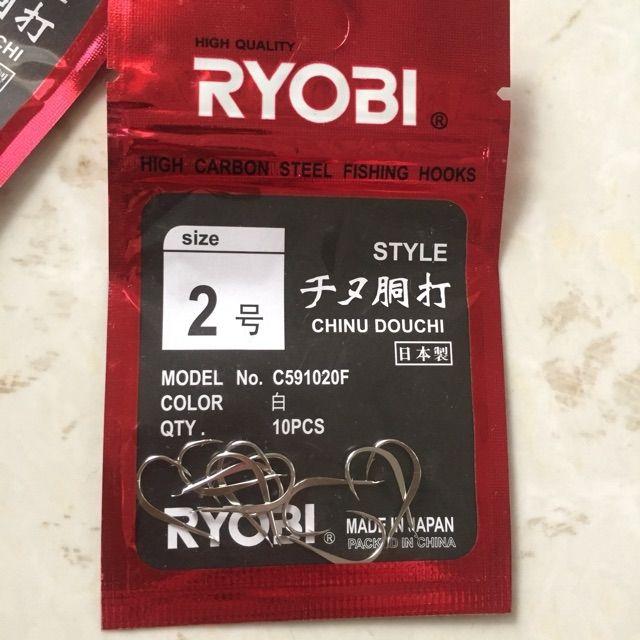 HIGH QUALITY
RYOBI®
HIGH CARBON STEEL FISHING HOOKS
size
2号
STYLE
チヌ胴打
CHINU DOUCHI
日本製
MODEL No. C591020F
COLOR 白
QTY. 10PCS
RYOBI®
MADE IN JAPAN
PACKED IN CHINA
CHI